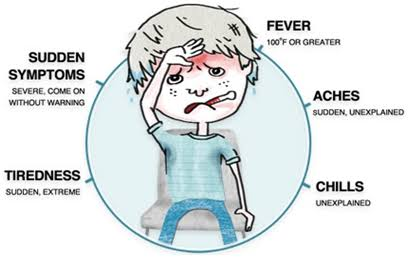 FEVER
100°F OR GREATER
SUDDEN
SYMPTOMS
SEVERE, COME ON
WITHOUT WARNING
ACHES
SUDDEN, UNEXPLAINED
TIREDNESS
SUDDEN, EXTREME
CHILLS
UNEXPLAINED